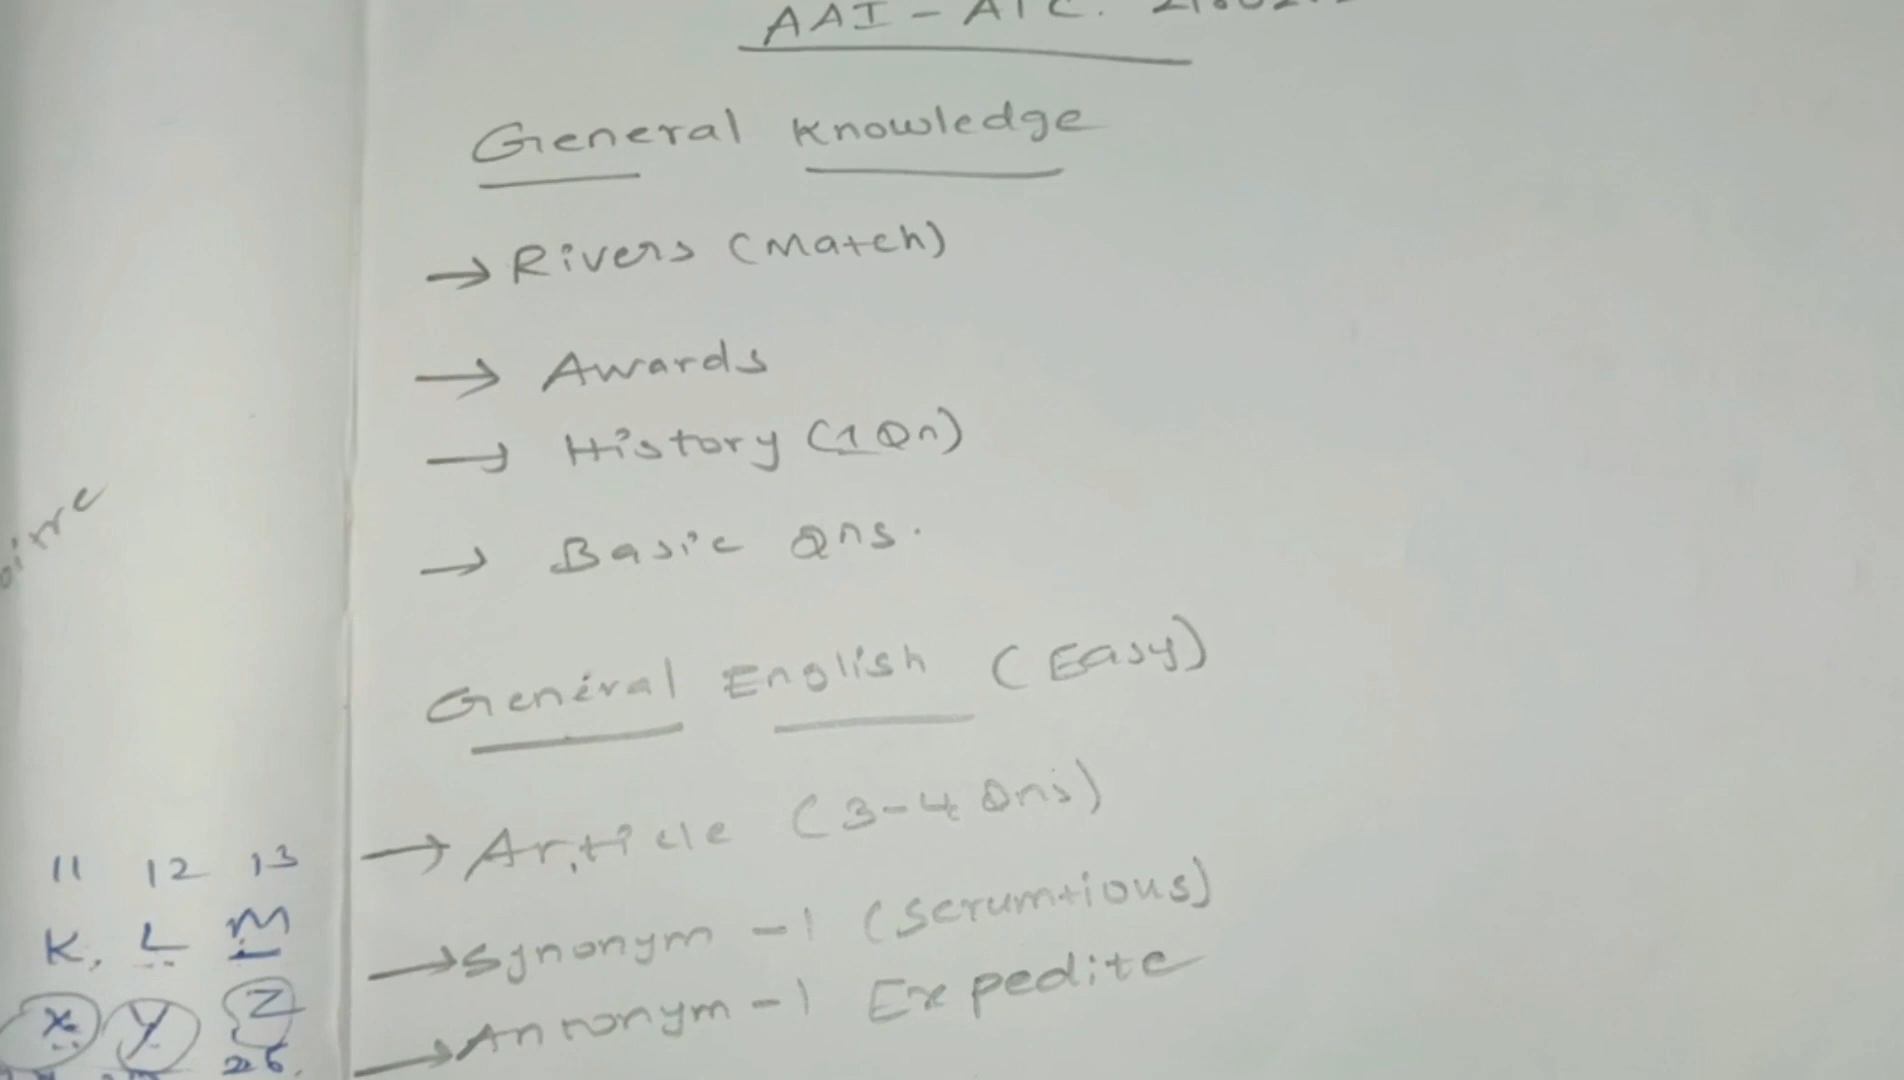 AAI - ATC.
General Knowledge
→ Rivers (Match)
→ Awards
→ History (1 Qn)
→ Basic Qns.
General English (Easy)
→ Article (3-4 Qns)
→ Synonym - 1 (Scrumtious)
→ Antonym - 1 Expedite
11 12 13
K, L M
X Y Z
26.